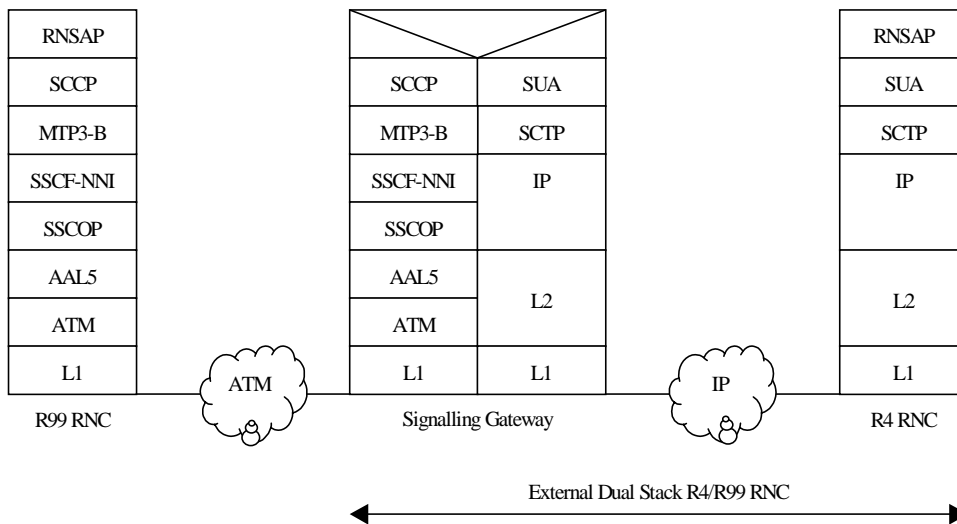 RNSAP
SCCP
MTP3-B
SSCF-NNI
SSCOP
AAL5
ATM
L1
R99 RNC
ATM
SCCP
MTP3-B
SSCF-NNI
SSCOP
AAL5
ATM
L1
SUA
SCTP
IP
L2
L1
Signalling Gateway
IP
RNSAP
SUA
SCTP
IP
L2
L1
R4 RNC
External Dual Stack R4/R99 RNC